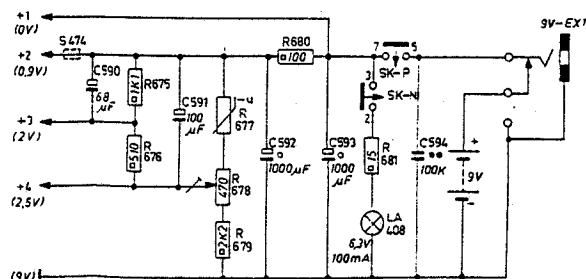 +1
(0V)
+2
(0,9V)
S474
C590
68
µF
1K1
R675
+3
(2V)
510
R
676
C591
100
µF
R
677
+4
(2,5V)
470
R
678
2K2
R
679
(9V)
R680
100
C592
1000µF
C593
1000
µF
7
5
SK-P
3
SK-N
2
15
R
681
LA
408
6,3V
100mA
C594
100K
+
9V
-
9V-EXT